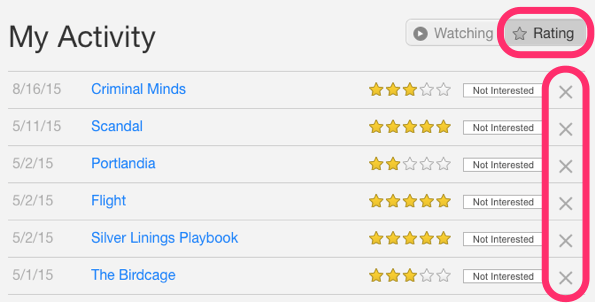 My Activity Watching Rating
8/16/15 Criminal Minds Not Interested
5/11/15 Scandal Not Interested
5/2/15 Portlandia Not Interested
5/2/15 Flight Not Interested
5/2/15 Silver Linings Playbook Not Interested
5/1/15 The Birdcage Not Interested